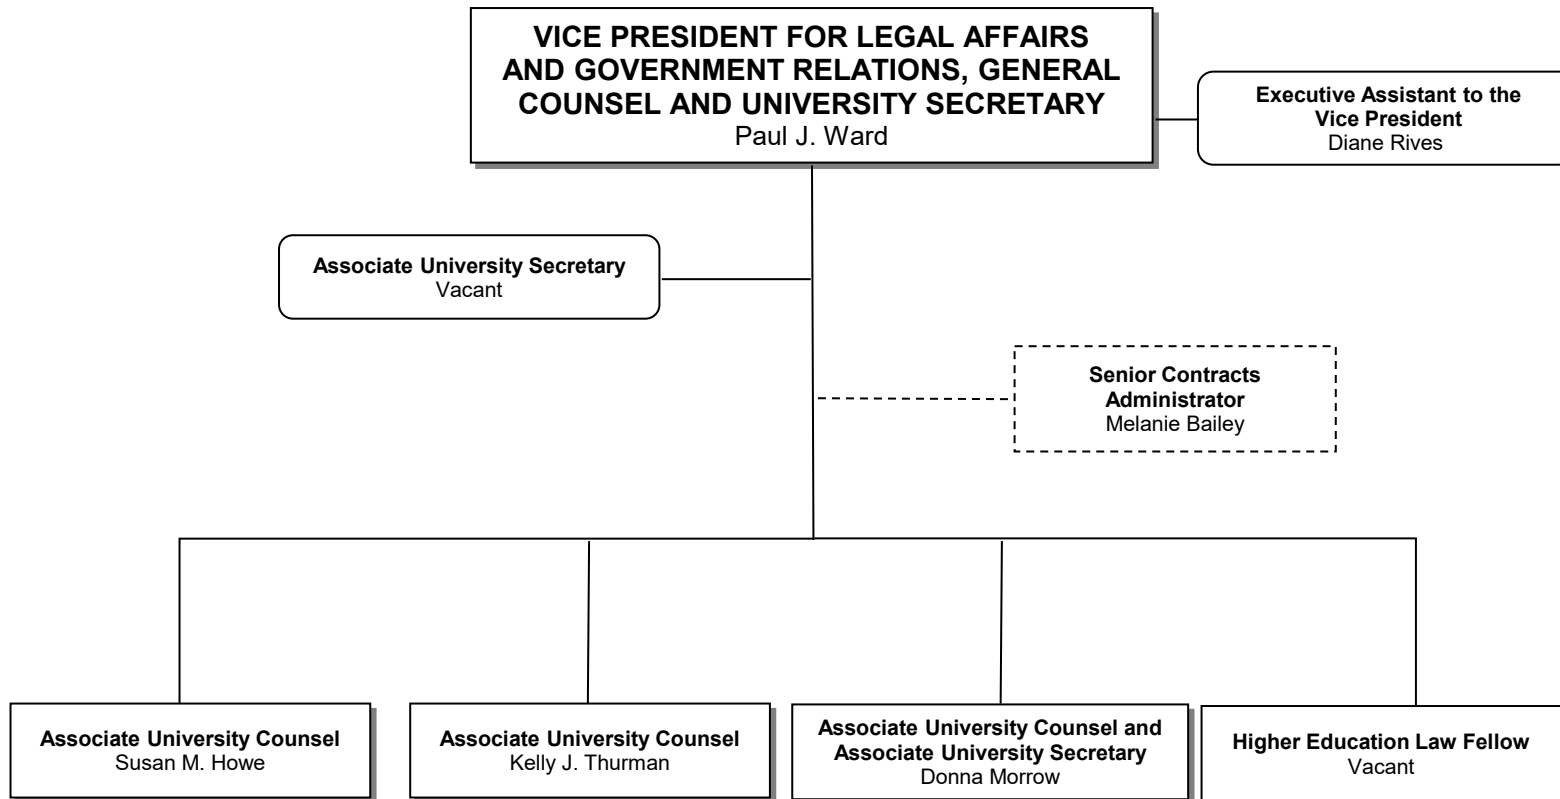 VICE PRESIDENT FOR LEGAL AFFAIRS
AND GOVERNMENT RELATIONS, GENERAL
COUNSEL AND UNIVERSITY SECRETARY
Paul J. Ward
Executive Assistant to the
Vice President
Diane Rives
Associate University Secretary
Vacant
Senior Contracts
Administrator
Melanie Bailey
Associate University Counsel
Susan M. Howe
Associate University Counsel
Kelly J. Thurman
Associate University Counsel and
Associate University Secretary
Donna Morrow
Higher Education Law Fellow
Vacant